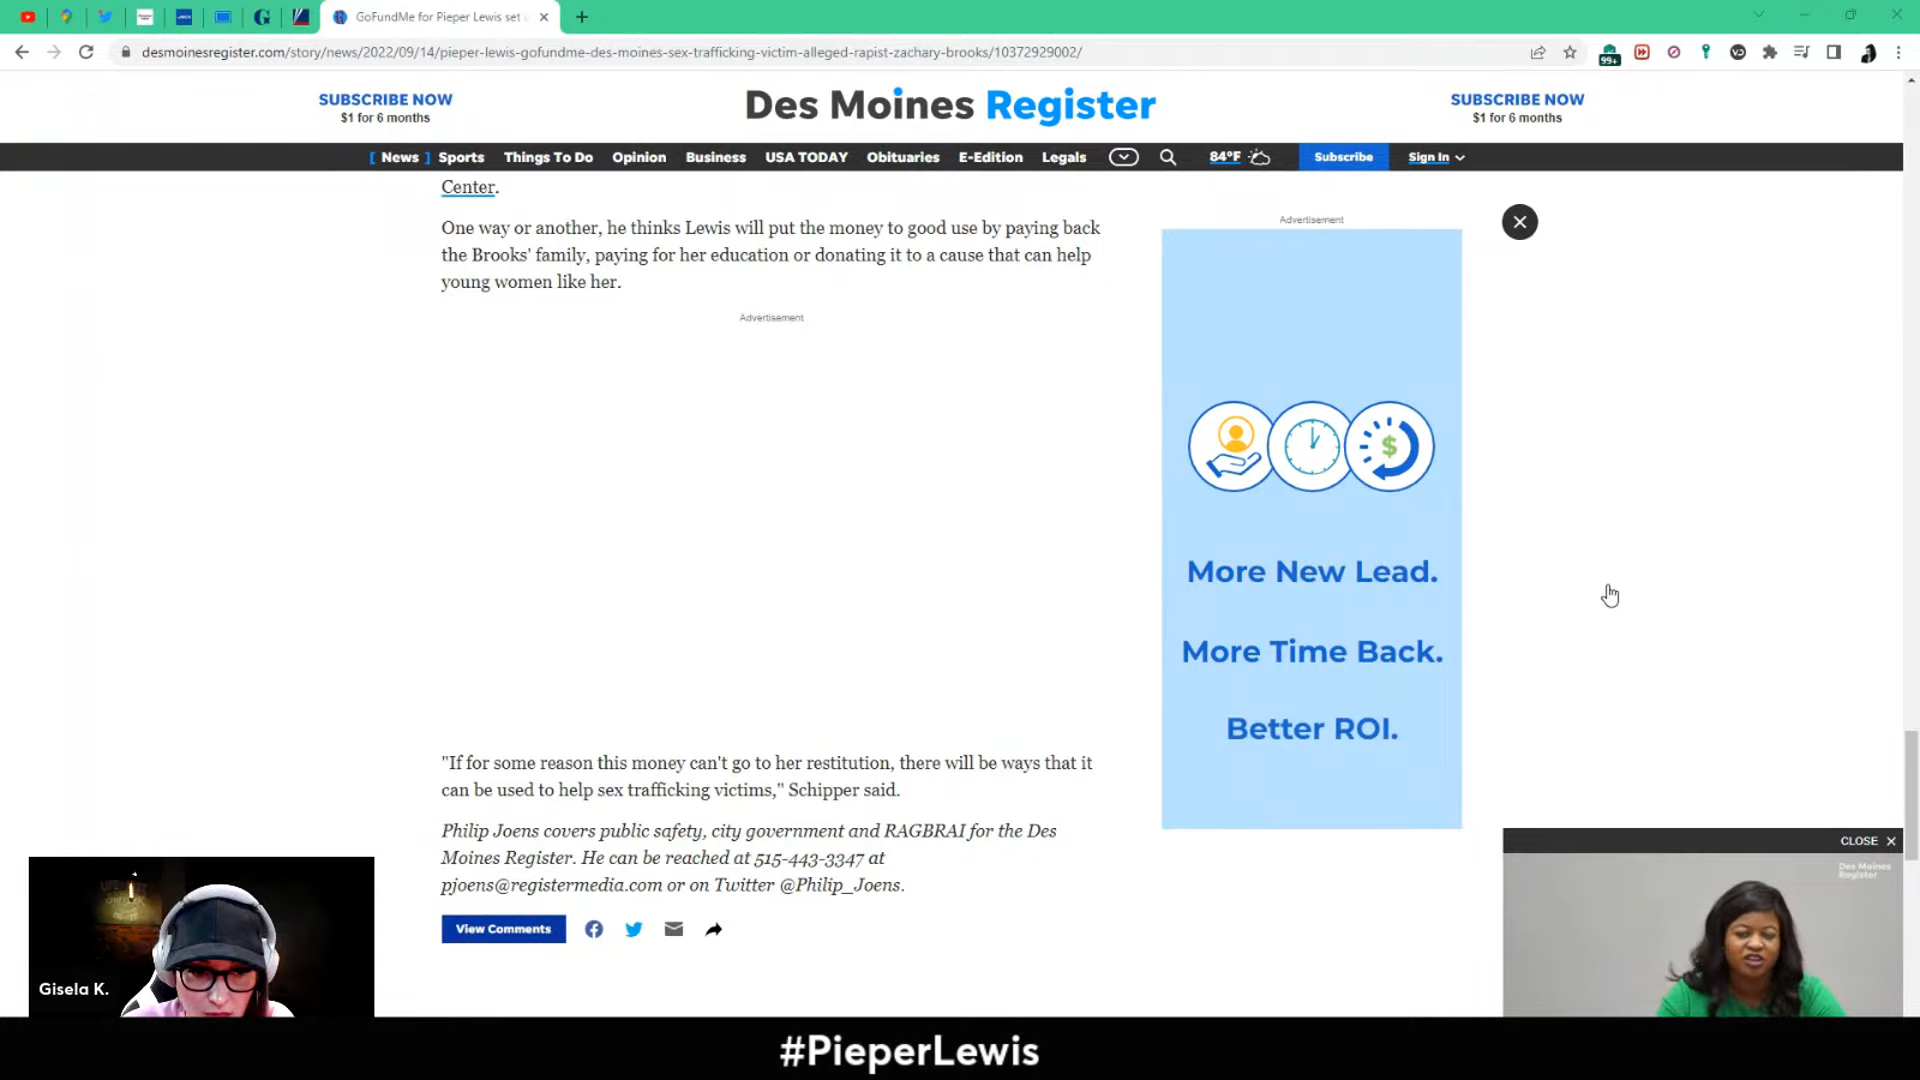 GoFundMe for Pieper Lewis set
desmoinesregister.com/story/news/2022/09/14/pieper-lewis-gofundme-des-moines-sex-trafficking-victim-alleged-rapist-zachary-brooks/10372929002/
99+
SUBSCRIBE NOW
$1 for 6 months
Des Moines Register
SUBSCRIBE NOW
$1 for 6 months
[ News ] Sports Things To Do Opinion Business USA TODAY Obituaries E-Edition Legals 84°F Subscribe Sign In
Center.
One way or another, he thinks Lewis will put the money to good use by paying back
the Brooks' family, paying for her education or donating it to a cause that can help
young women like her.
Advertisement
Advertisement
More New Lead.
More Time Back.
Better ROI.
"If for some reason this money can't go to her restitution, there will be ways that it
can be used to help sex trafficking victims," Schipper said.
Philip Joens covers public safety, city government and RAGBRAI for the Des
Moines Register. He can be reached at 515-443-3347 at
pjoens@registermedia.com or on Twitter @Philip_Joens.
View Comments
CLOSE
Des Moines
Register
Gisela K.
#PieperLewis